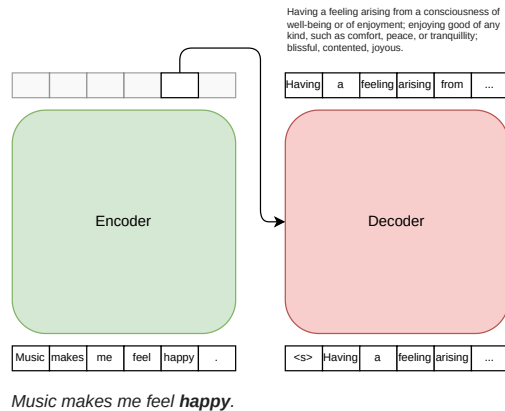 Having a feeling arising from a consciousness of
well-being or of enjoyment; enjoying good of any
kind, such as comfort, peace, or tranquillity;
blissful, contented, joyous.
Having a feeling arising from ...
Encoder
Decoder
Music makes me feel happy .
<s> Having a feeling arising ...
Music makes me feel happy.